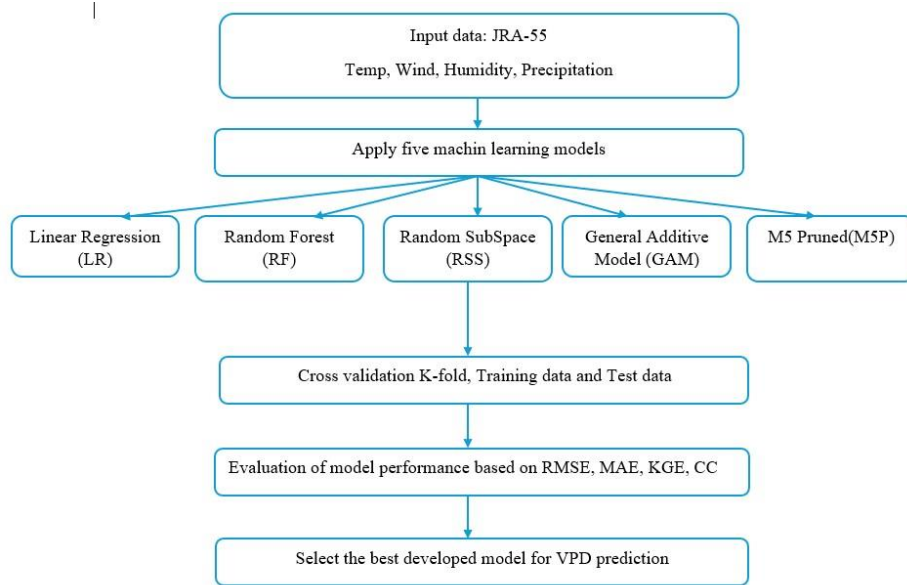 Input data: JRA-55
Temp, Wind, Humidity, Precipitation
Apply five machin learning models
Linear Regression
(LR)
Random Forest
(RF)
Random SubSpace
(RSS)
General Additive
Model (GAM)
M5 Pruned(M5P)
Cross validation K-fold, Training data and Test data
Evaluation of model performance based on RMSE, MAE, KGE, CC
Select the best developed model for VPD prediction